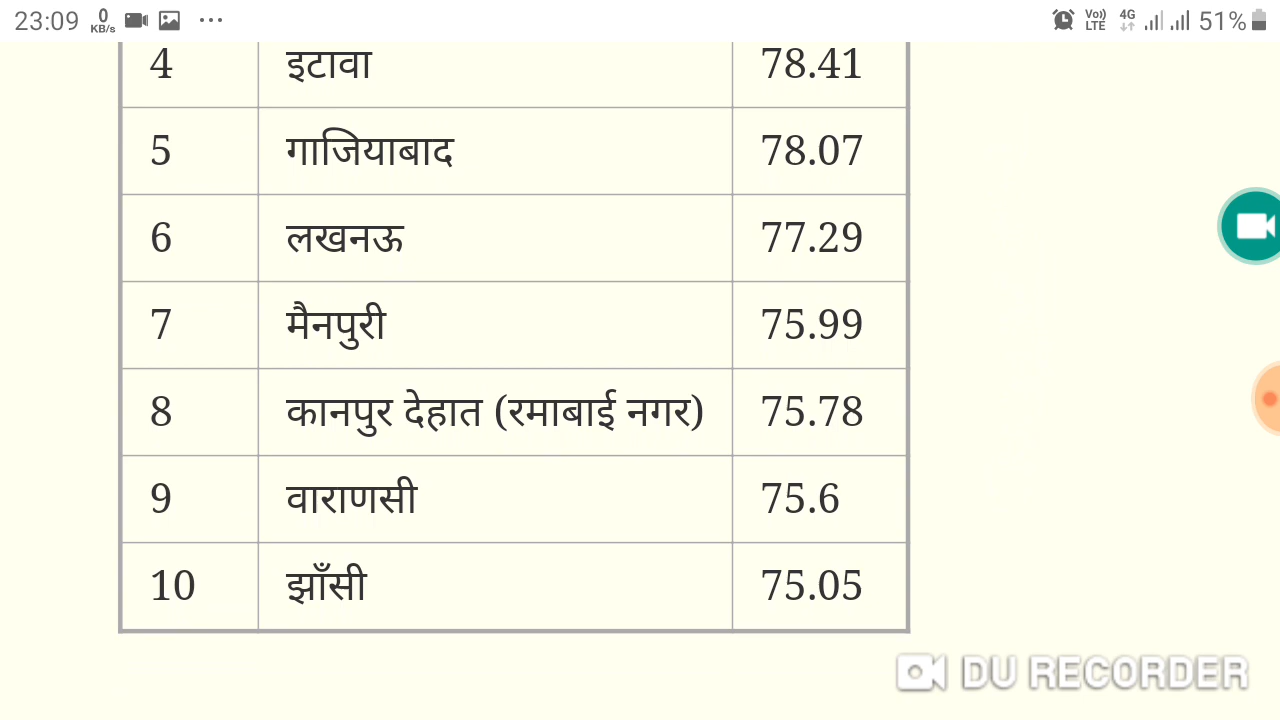 23:09 0 KB/s ... Vo)) LTE 4G 51%
4 इटावा 78.41
5 गाजियाबाद 78.07
6 लखनऊ 77.29
7 मैनपुरी 75.99
8 कानपुर देहात (रमाबाई नगर) 75.78
9 वाराणसी 75.6
10 झाँसी 75.05
DU RECORDER